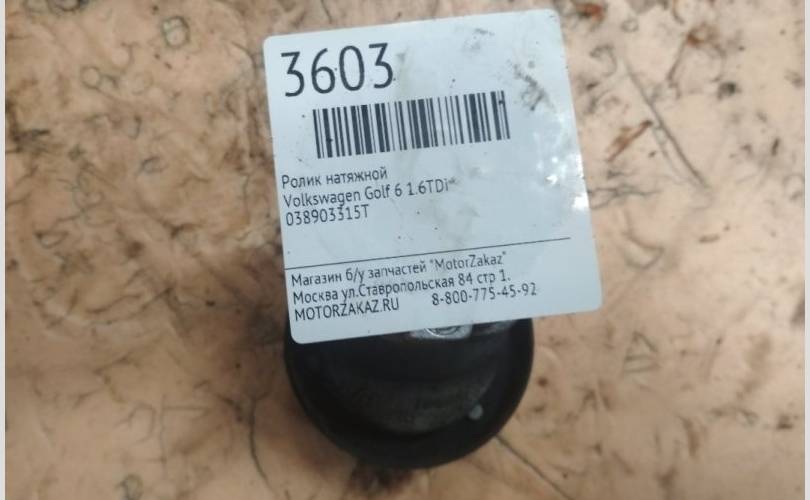 3603
Ролик натяжной
Volkswagen Golf 6 1.6TDi
038903315T
Магазин б/у запчастей "MotorZakaz"
Москва ул.Ставропольская 84 стр 1.
MOTORZAKAZ.RU 8-800-775-45-92